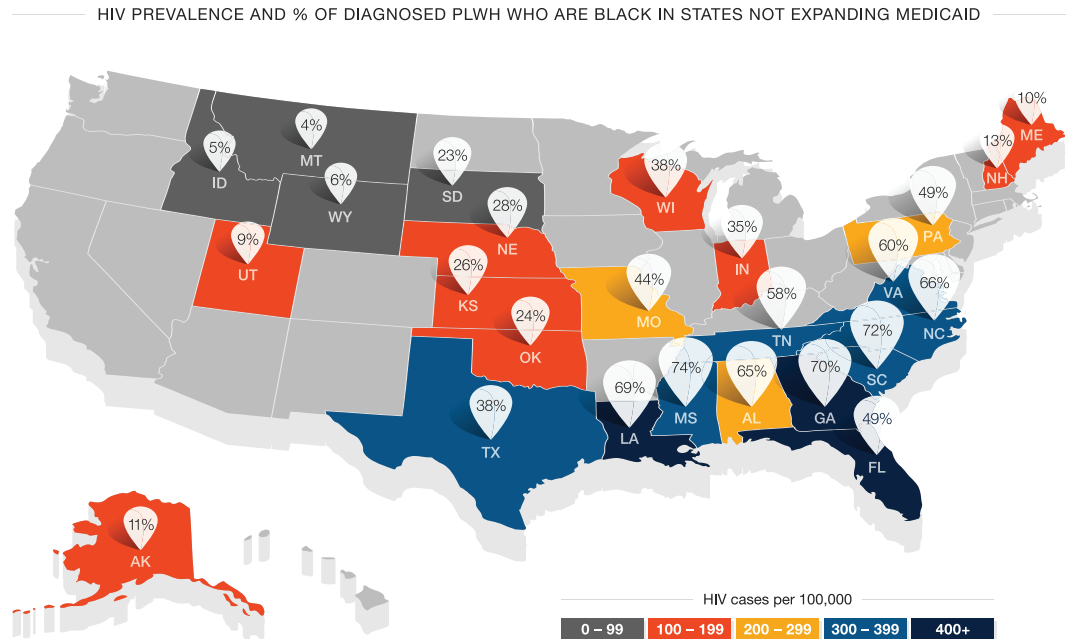 HIV PREVALENCE AND % OF DIAGNOSED PLWH WHO ARE BLACK IN STATES NOT EXPANDING MEDICAID
10%
ME
4%
MT
13%
NH
5%
ID
23%
SD
38%
WI
6%
WY
49%
PA
28%
NE
35%
IN
9%
UT
60%
VA
26%
KS
44%
MO
66%
NC
58%
TN
24%
OK
72%
SC
74%
MS
65%
AL
70%
GA
69%
LA
38%
TX
49%
FL
11%
AK
HIV cases per 100,000
0 – 99 100 – 199 200 – 299 300 – 399 400+